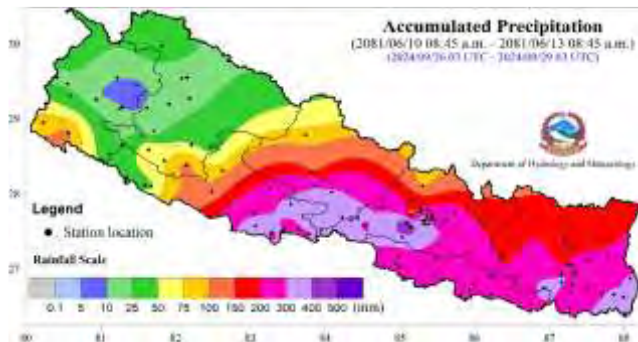 Accumulated Precipitation
(2081/06/10 08:45 a.m. - 2081/06/13 08:45 a.m.)
(2024/09/26 03 UTC - 2024/09/29 03 UTC)
29
Department of Hydrology and Meteorology
28
Legend
Station location
27
Rainfall Scale
0.1 5 10 25 50 75 100 150 200 300 400 500 (mm)
80 81 82 83 84 85 86 87 88